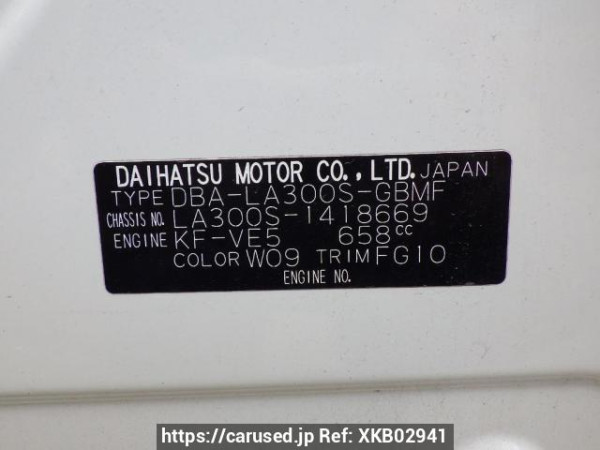 DAIHATSU MOTOR CO., LTD. JAPAN
TYPE DBA-LA300S-GBMF
CHASSIS NO. LA300S-1418669
ENGINE KF-VE5 658cc
COLOR W09 TRIM FG10
ENGINE NO.
https://carused.jp Ref: XKB02941